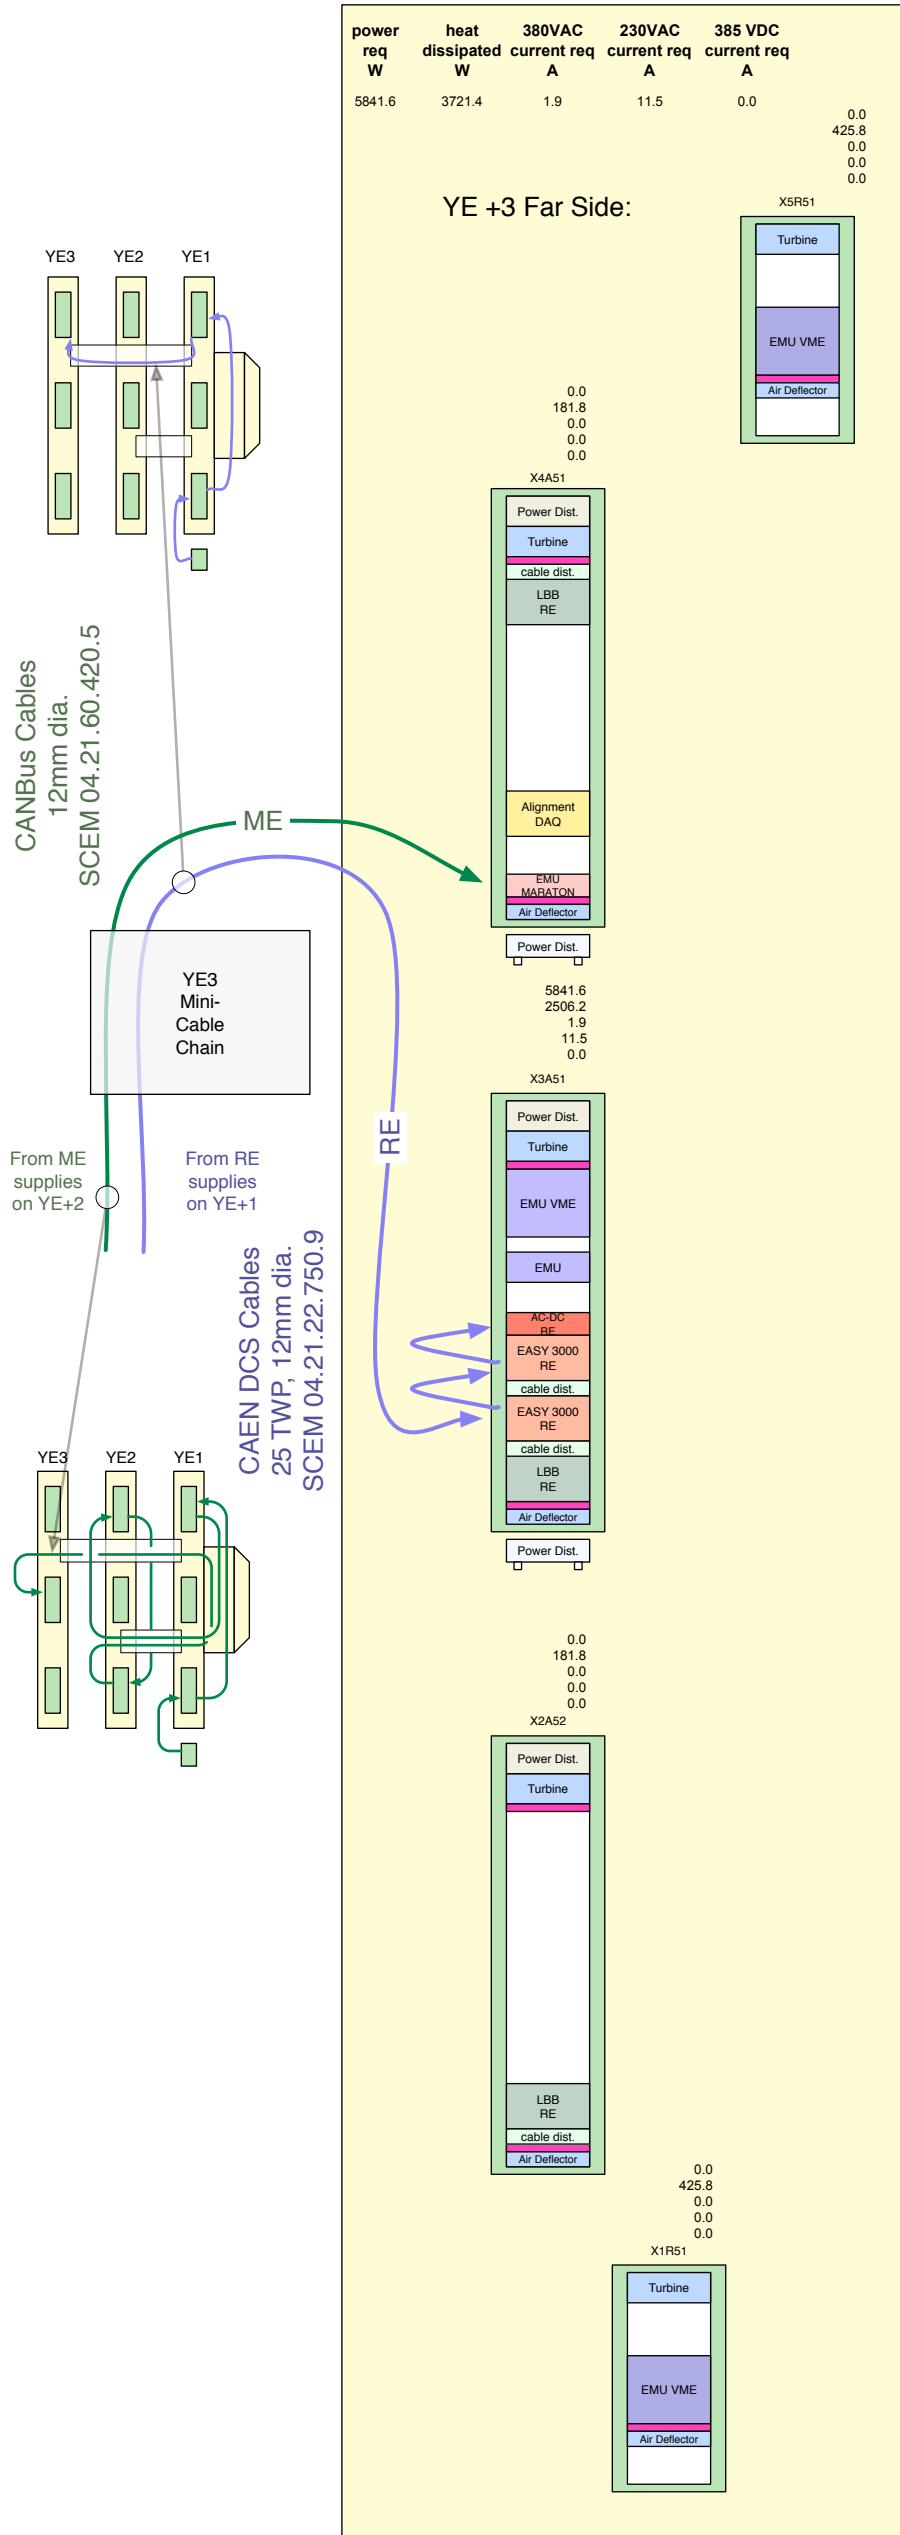 power
req
W
heat
dissipated
W
380VAC
current req
A
230VAC
current req
A
385 VDC
current req
A
5841.6
3721.4
1.9
11.5
0.0
0.0
425.8
0.0
0.0
0.0
YE +3 Far Side:
X5R51
Turbine
EMU VME
Air Deflector
YE3
YE2
YE1
0.0
181.8
0.0
0.0
0.0
X4A51
Power Dist.
Turbine
cable dist.
LBB
RE
Alignment
DAQ
EMU
MARATON
Air Deflector
Power Dist.
CANBus Cables
12mm dia.
SCEM 04.21.60.420.5
ME
YE3
Mini-
Cable
Chain
5841.6
2506.2
1.9
11.5
0.0
X3A51
Power Dist.
Turbine
EMU VME
EMU
AC-DC
RE
EASY 3000
RE
cable dist.
EASY 3000
RE
cable dist.
LBB
RE
Air Deflector
Power Dist.
RE
From ME
supplies
on YE+2
From RE
supplies
on YE+1
CAEN DCS Cables
25 TWP, 12mm dia.
SCEM 04.21.22.750.9
YE3
YE2
YE1
0.0
181.8
0.0
0.0
0.0
X2A52
Power Dist.
Turbine
LBB
RE
cable dist.
Air Deflector
0.0
425.8
0.0
0.0
0.0
X1R51
Turbine
EMU VME
Air Deflector